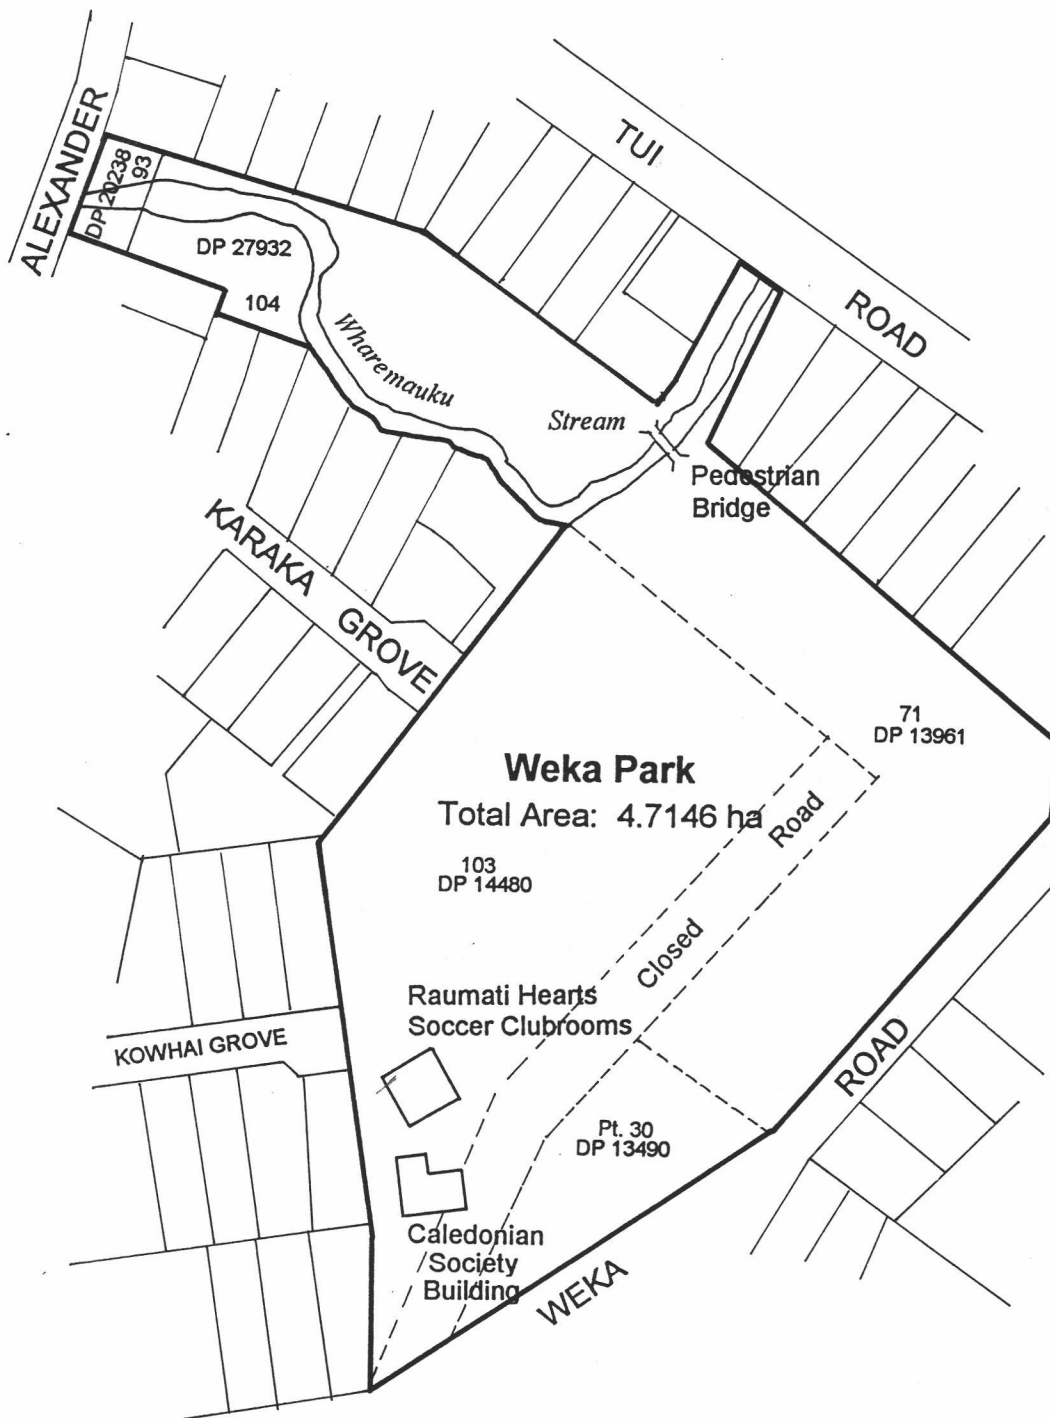 ALEXANDER
DP 20238
93
TUI
ROAD
DP 27932
104
Wharemauku
Stream
Pedestrian
Bridge
KARAKA GROVE
71
DP 13961
Weka Park
Total Area: 4.7146 ha
Road
Closed
103
DP 14480
Raumati Hearts
Soccer Clubrooms
KOWHAI GROVE
ROAD
Pt. 30
DP 13490
Caledonian
Society
Building
WEKA